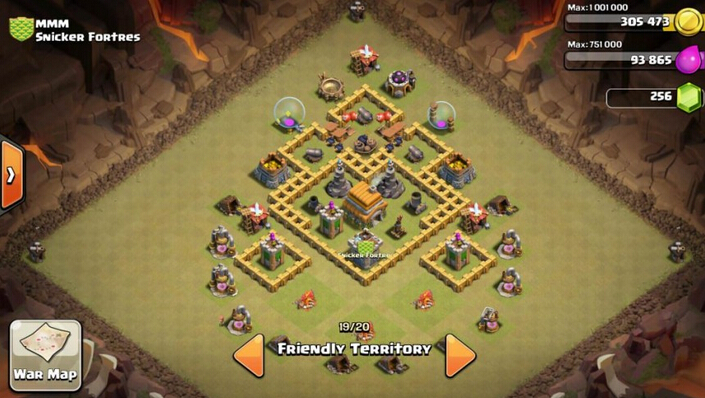 MMM
Snicker Fortres
Max: 1 001 000
305 473
Max: 751 000
93 865
256
Snicker Fortres
19/20
Friendly Territory
War Map